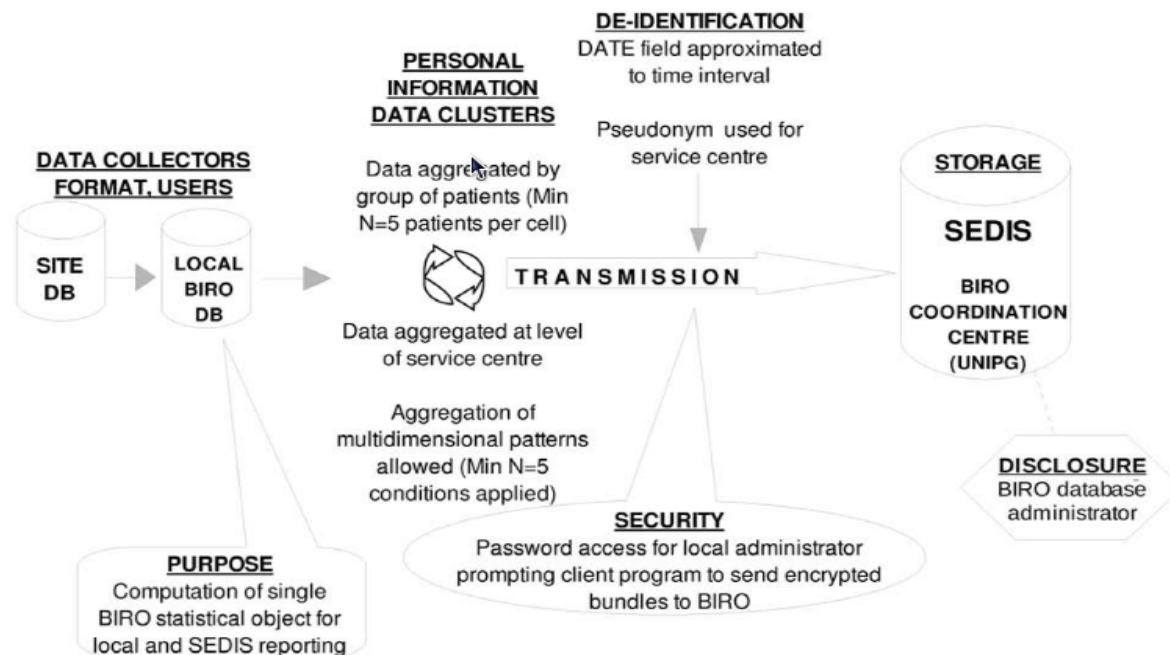 DATA COLLECTORS
FORMAT, USERS
SITE
DB
LOCAL
BIRO
DB
PURPOSE
Computation of single
BIRO statistical object for
local and SEDIS reporting
PERSONAL
INFORMATION
DATA CLUSTERS
Data aggregated by
group of patients (Min
N=5 patients per cell)
Data aggregated at level
of service centre
Aggregation of
multidimensional patterns
allowed (Min N=5
conditions applied)
DE-IDENTIFICATION
DATE field approximated
to time interval
Pseudonym used for
service centre
TRANSMISSION
SECURITY
Password access for local administrator
prompting client program to send encrypted
bundles to BIRO
STORAGE
SEDIS
BIRO
COORDINATION
CENTRE
(UNIPG)
DISCLOSURE
BIRO database
administrator